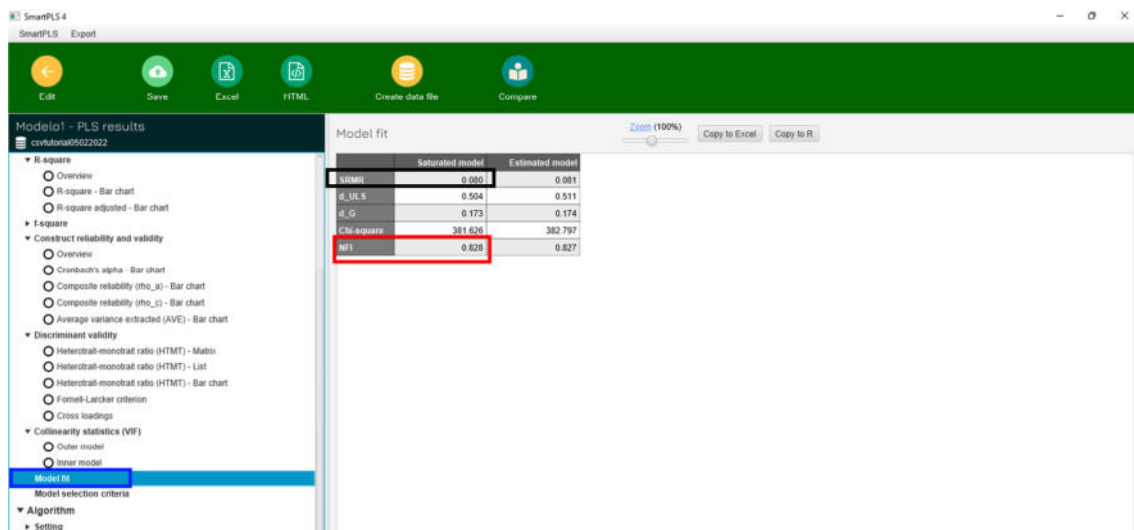 SmartPLS 4
SmartPLS Export
Edit Save Excel HTML Create data file Compare
Modelo1 - PLS results
csvtutorial05022022
R-square
Overview
R-square - Bar chart
R-square adjusted - Bar chart
f-square
Construct reliability and validity
Overview
Cronbach's alpha - Bar chart
Composite reliability (rho_a) - Bar chart
Composite reliability (rho_c) - Bar chart
Average variance extracted (AVE) - Bar chart
Discriminant validity
Heterotrait-monotrait ratio (HTMT) - Matrix
Heterotrait-monotrait ratio (HTMT) - List
Heterotrait-monotrait ratio (HTMT) - Bar chart
Fornell-Larcker criterion
Cross loadings
Collinearity statistics (VIF)
Outer model
Inner model
Model fit
Model selection criteria
Algorithm
Setting
Model fit
Zoom (100%)
Copy to Excel Copy to R
Saturated model Estimated model
SRMR 0.080 0.081
d_ULS 0.504 0.511
d_G 0.173 0.174
Chi-square 381.626 382.797
NFI 0.828 0.827